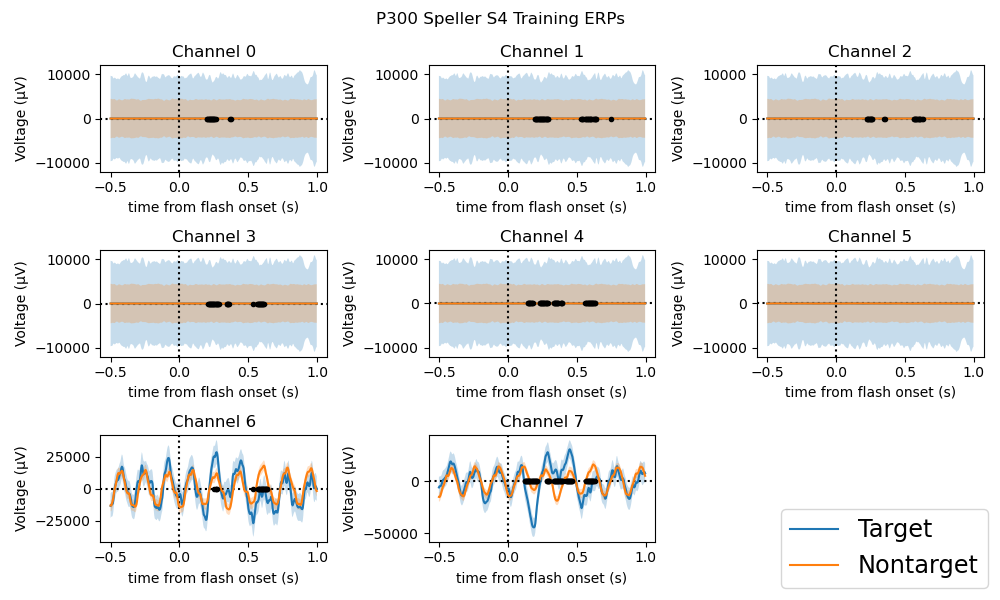 P300 Speller S4 Training ERPs
Channel 0
Channel 1
Channel 2
Voltage (µV)
10000
0
−10000
−0.5 0.0 0.5 1.0
time from flash onset (s)
Voltage (µV)
10000
0
−10000
−0.5 0.0 0.5 1.0
time from flash onset (s)
Voltage (µV)
10000
0
−10000
−0.5 0.0 0.5 1.0
time from flash onset (s)
Channel 3
Channel 4
Channel 5
Voltage (µV)
10000
0
−10000
−0.5 0.0 0.5 1.0
time from flash onset (s)
Voltage (µV)
10000
0
−10000
−0.5 0.0 0.5 1.0
time from flash onset (s)
Voltage (µV)
10000
0
−10000
−0.5 0.0 0.5 1.0
time from flash onset (s)
Channel 6
Channel 7
Voltage (µV)
25000
0
−25000
−0.5 0.0 0.5 1.0
time from flash onset (s)
Voltage (µV)
0
−50000
−0.5 0.0 0.5 1.0
time from flash onset (s)
Target
Nontarget